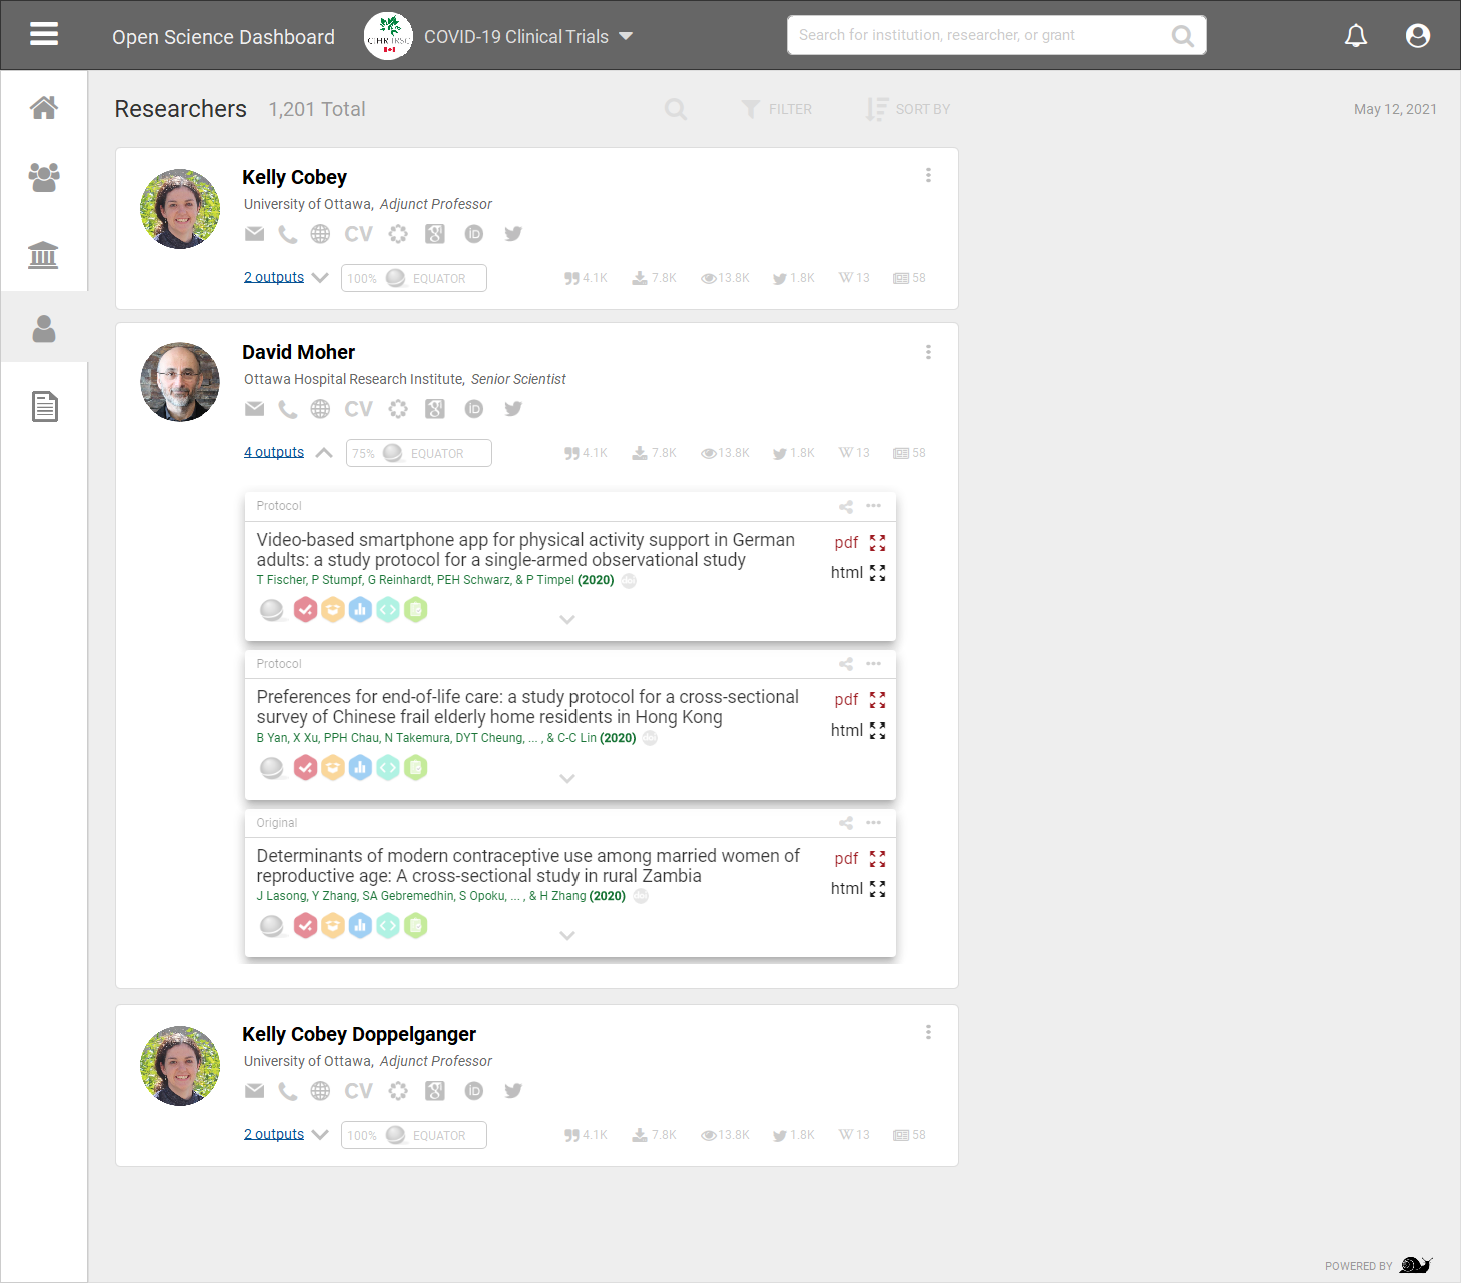 Open Science Dashboard
CIHR IRSC
COVID-19 Clinical Trials
Search for institution, researcher, or grant
Researchers 1,201 Total
FILTER
SORT BY
May 12, 2021
Kelly Cobey
University of Ottawa, Adjunct Professor
CV
iD
2 outputs
100% EQUATOR
4.1K 7.8K 13.8K 1.8K W 13 58
David Moher
Ottawa Hospital Research Institute, Senior Scientist
CV
iD
4 outputs
75% EQUATOR
4.1K 7.8K 13.8K 1.8K W 13 58
Protocol
Video-based smartphone app for physical activity support in German
adults: a study protocol for a single-armed observational study
T Fischer, P Stumpf, G Reinhardt, PEH Schwarz, & P Timpel (2020) doi
pdf
html
Protocol
Preferences for end-of-life care: a study protocol for a cross-sectional
survey of Chinese frail elderly home residents in Hong Kong
B Yan, X Xu, PPH Chau, N Takemura, DYT Cheung, ... , & C-C Lin (2020) doi
pdf
html
Original
Determinants of modern contraceptive use among married women of
reproductive age: A cross-sectional study in rural Zambia
J Lasong, Y Zhang, SA Gebremedhin, S Opoku, ... , & H Zhang (2020) doi
pdf
html
Kelly Cobey Doppelganger
University of Ottawa, Adjunct Professor
CV
iD
2 outputs
100% EQUATOR
4.1K 7.8K 13.8K 1.8K W 13 58
POWERED BY